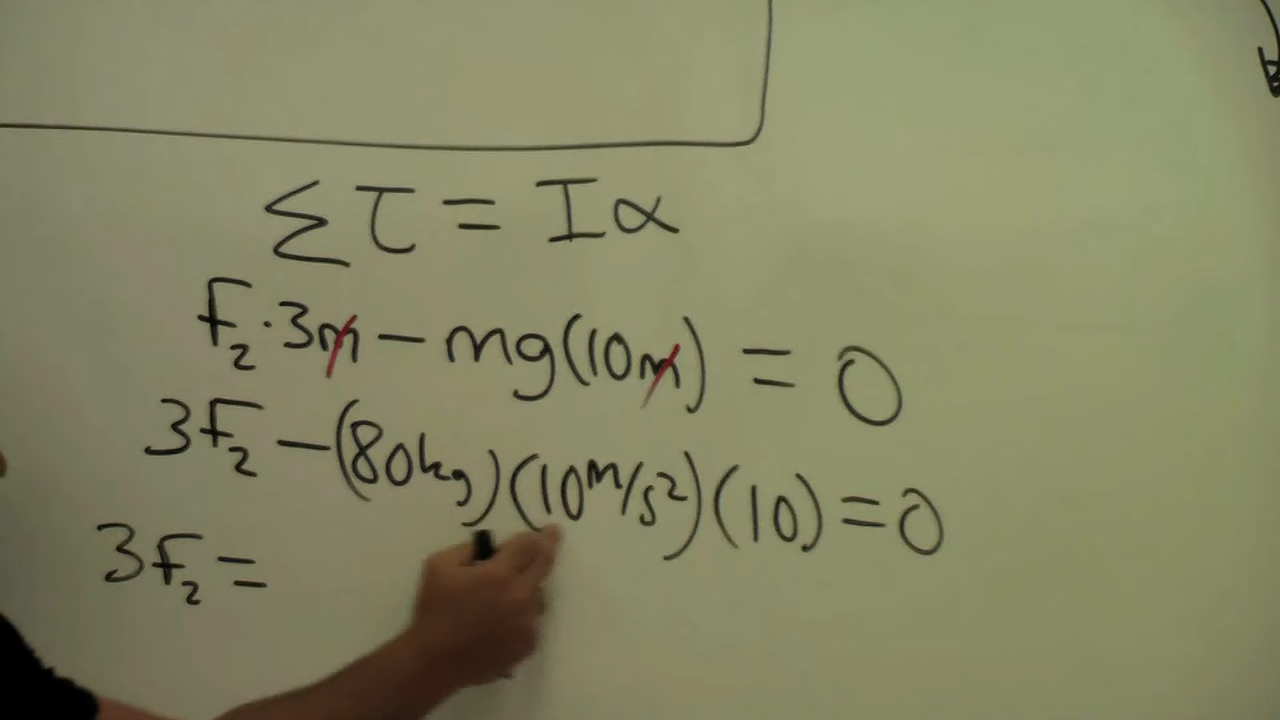 Στ = Iα
F₂·3m − mg(10m) = 0
3F₂ − (80kg)(10m/s²)(10) = 0
3F₂ =